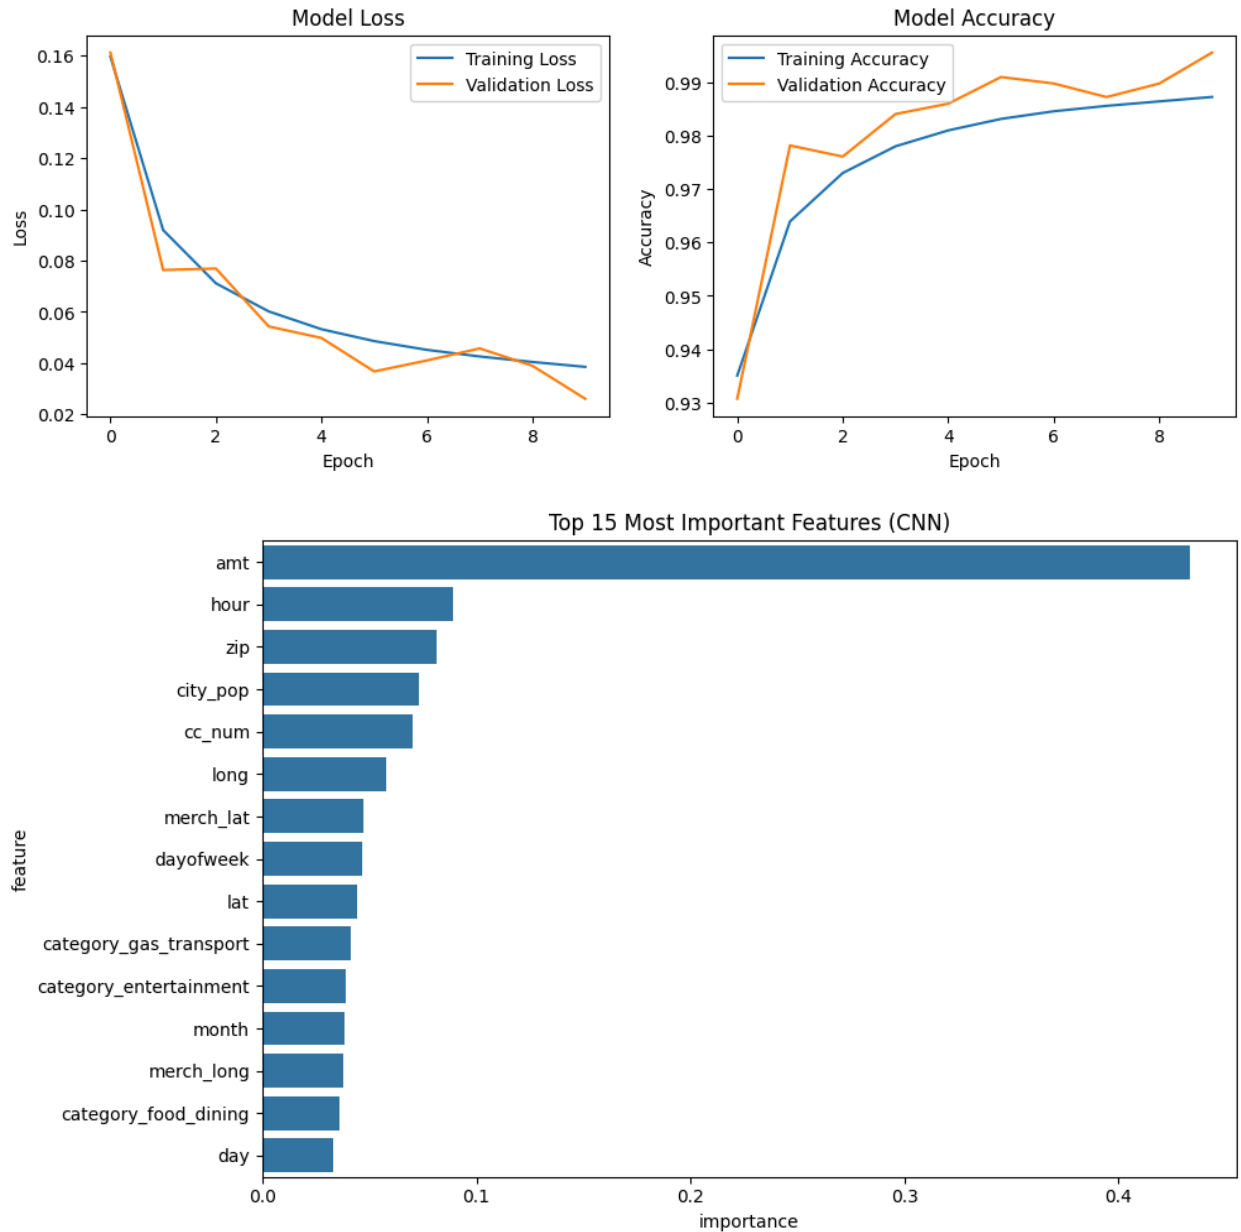 Model Loss
Training Loss
Validation Loss
0.16
0.14
0.12
0.10
0.08
0.06
0.04
0.02
Loss
0 2 4 6 8
Epoch
Model Accuracy
Training Accuracy
Validation Accuracy
0.99
0.98
0.97
0.96
0.95
0.94
0.93
Accuracy
0 2 4 6 8
Epoch
Top 15 Most Important Features (CNN)
amt
hour
zip
city_pop
cc_num
long
merch_lat
dayofweek
lat
category_gas_transport
category_entertainment
month
merch_long
category_food_dining
day
feature
0.0 0.1 0.2 0.3 0.4
importance